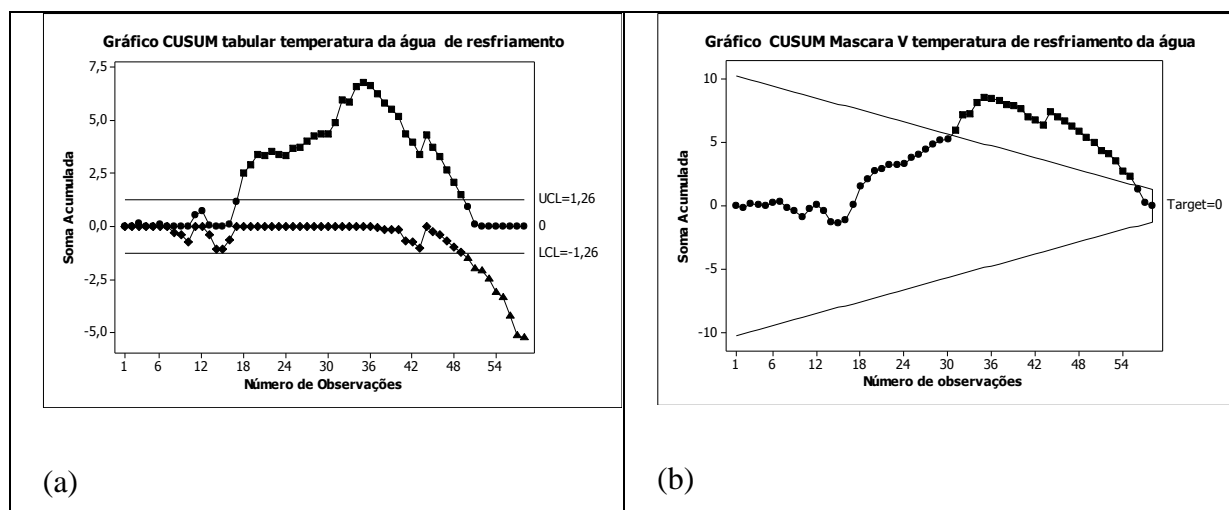 Gráfico CUSUM tabular temperatura da água de resfriamento
7,5
5,0
2,5
0,0
-2,5
-5,0
Soma Acumulada
UCL=1,26
0
LCL=-1,26
1 6 12 18 24 30 36 42 48 54
Número de Observações
(a)
Gráfico CUSUM Mascara V temperatura de resfriamento da água
10
5
0
-5
-10
Soma Acumulada
Target=0
1 6 12 18 24 30 36 42 48 54
Número de observações
(b)